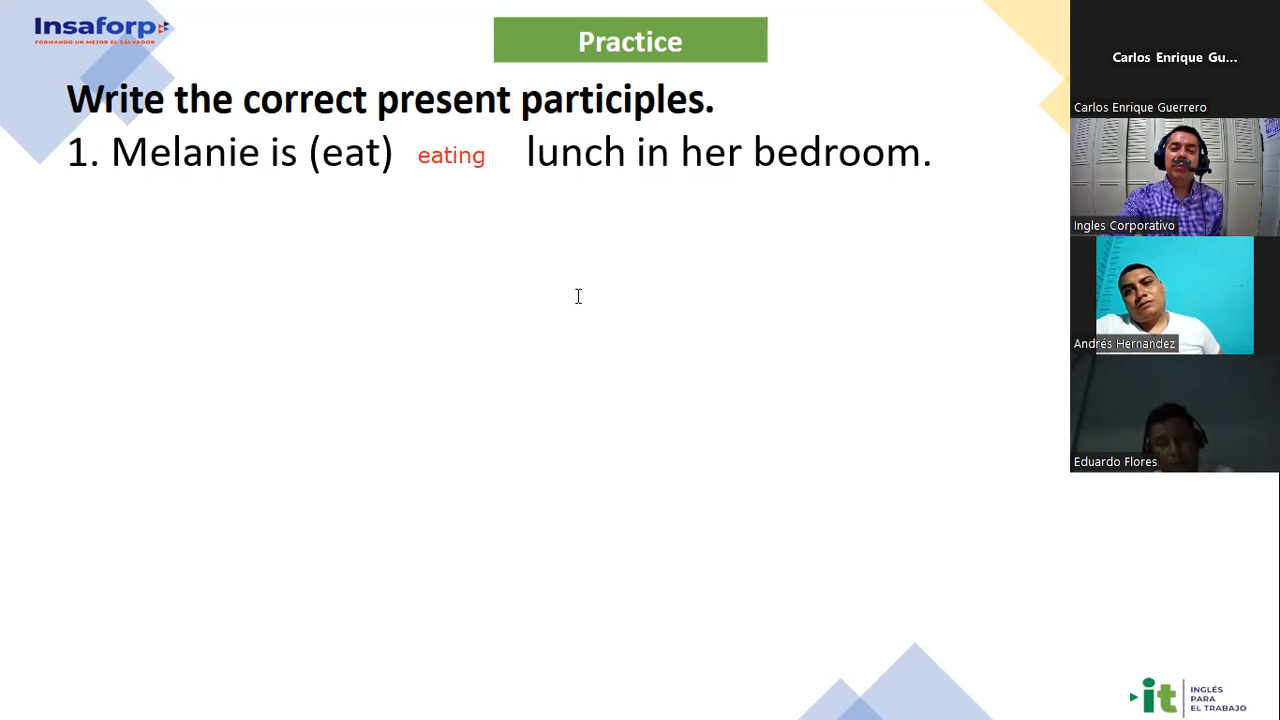 Insaforp
FORMANDO UN MEJOR EL SALVADOR
Practice
Write the correct present participles.
1. Melanie is (eat) eating lunch in her bedroom.
Carlos Enrique Gu...
Carlos Enrique Guerrero
Ingles Corporativo
Andrés Hernandez
Eduardo Flores
it
INGLÉS
PARA
EL TRABAJO